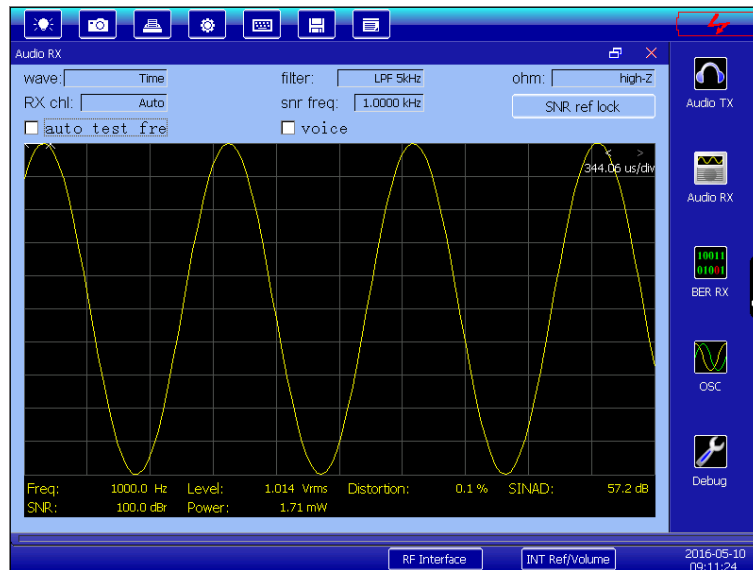 Audio RX
wave: Time filter: LPF 5kHz ohm: high-Z
RX chl: Auto snr freq: 1.0000 kHz SNR ref lock
auto test fre voice
< >
344.06 us/div
Freq: 1000.0 Hz Level: 1.014 Vrms Distortion: 0.1 % SINAD: 57.2 dB
SNR: 100.0 dBr Power: 1.71 mW
Audio TX
Audio RX
10011
01001
BER RX
OSC
Debug
RF Interface INT Ref/Volume 2016-05-10
09:11:24